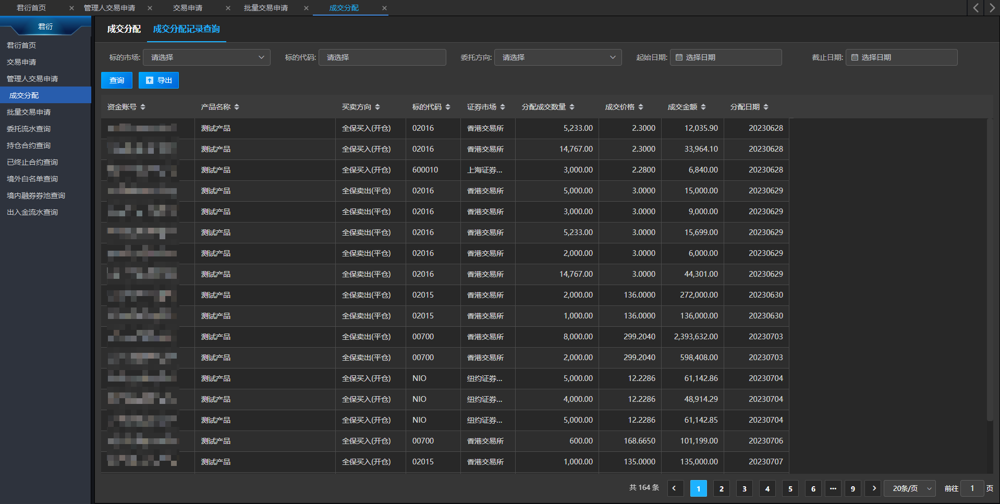 君衍首页 × 管理人交易申请 × 交易申请 × 批量交易申请 × 成交分配 ×
君衍
君衍首页
交易申请
管理人交易申请
成交分配
批量交易申请
委托流水查询
持仓合约查询
已终止合约查询
境外白名单查询
境内融券券池查询
出入金流水查询
成交分配 成交分配记录查询
标的市场: 请选择 标的代码: 请选择 委托方向: 请选择 起始日期: 选择日期 截止日期: 选择日期
查询 导出
资金账号 产品名称 买卖方向 标的代码 证券市场 分配成交数量 成交价格 成交金额 分配日期
测试产品 全保买入(开仓) 02016 香港交易所 5,233.00 2.3000 12,035.90 20230628
测试产品 全保买入(开仓) 02016 香港交易所 14,767.00 2.3000 33,964.10 20230628
测试产品 全保买入(开仓) 600010 上海证券... 3,000.00 2.2800 6,840.00 20230628
测试产品 全保卖出(平仓) 02016 香港交易所 5,000.00 3.0000 15,000.00 20230629
测试产品 全保卖出(平仓) 02016 香港交易所 3,000.00 3.0000 9,000.00 20230629
测试产品 全保卖出(平仓) 02016 香港交易所 5,233.00 3.0000 15,699.00 20230629
测试产品 全保卖出(平仓) 02016 香港交易所 2,000.00 3.0000 6,000.00 20230629
测试产品 全保卖出(平仓) 02016 香港交易所 14,767.00 3.0000 44,301.00 20230629
测试产品 全保卖出(平仓) 02015 香港交易所 2,000.00 136.0000 272,000.00 20230630
测试产品 全保卖出(平仓) 02015 香港交易所 1,000.00 136.0000 136,000.00 20230630
测试产品 全保卖出(平仓) 00700 香港交易所 8,000.00 299.2040 2,393,632.00 20230703
测试产品 全保卖出(平仓) 00700 香港交易所 2,000.00 299.2040 598,408.00 20230703
测试产品 全保买入(开仓) NIO 纽约证券... 5,000.00 12.2286 61,142.86 20230704
测试产品 全保买入(开仓) NIO 纽约证券... 4,000.00 12.2286 48,914.29 20230704
测试产品 全保买入(开仓) NIO 纽约证券... 5,000.00 12.2286 61,142.85 20230704
测试产品 全保买入(开仓) 00700 香港交易所 600.00 168.6650 101,199.00 20230706
测试产品 全保买入(开仓) 02015 香港交易所 1,000.00 135.0000 135,000.00 20230707
共 164 条 < 1 2 3 4 5 6 ··· 9 > 20条/页 前往 1 页